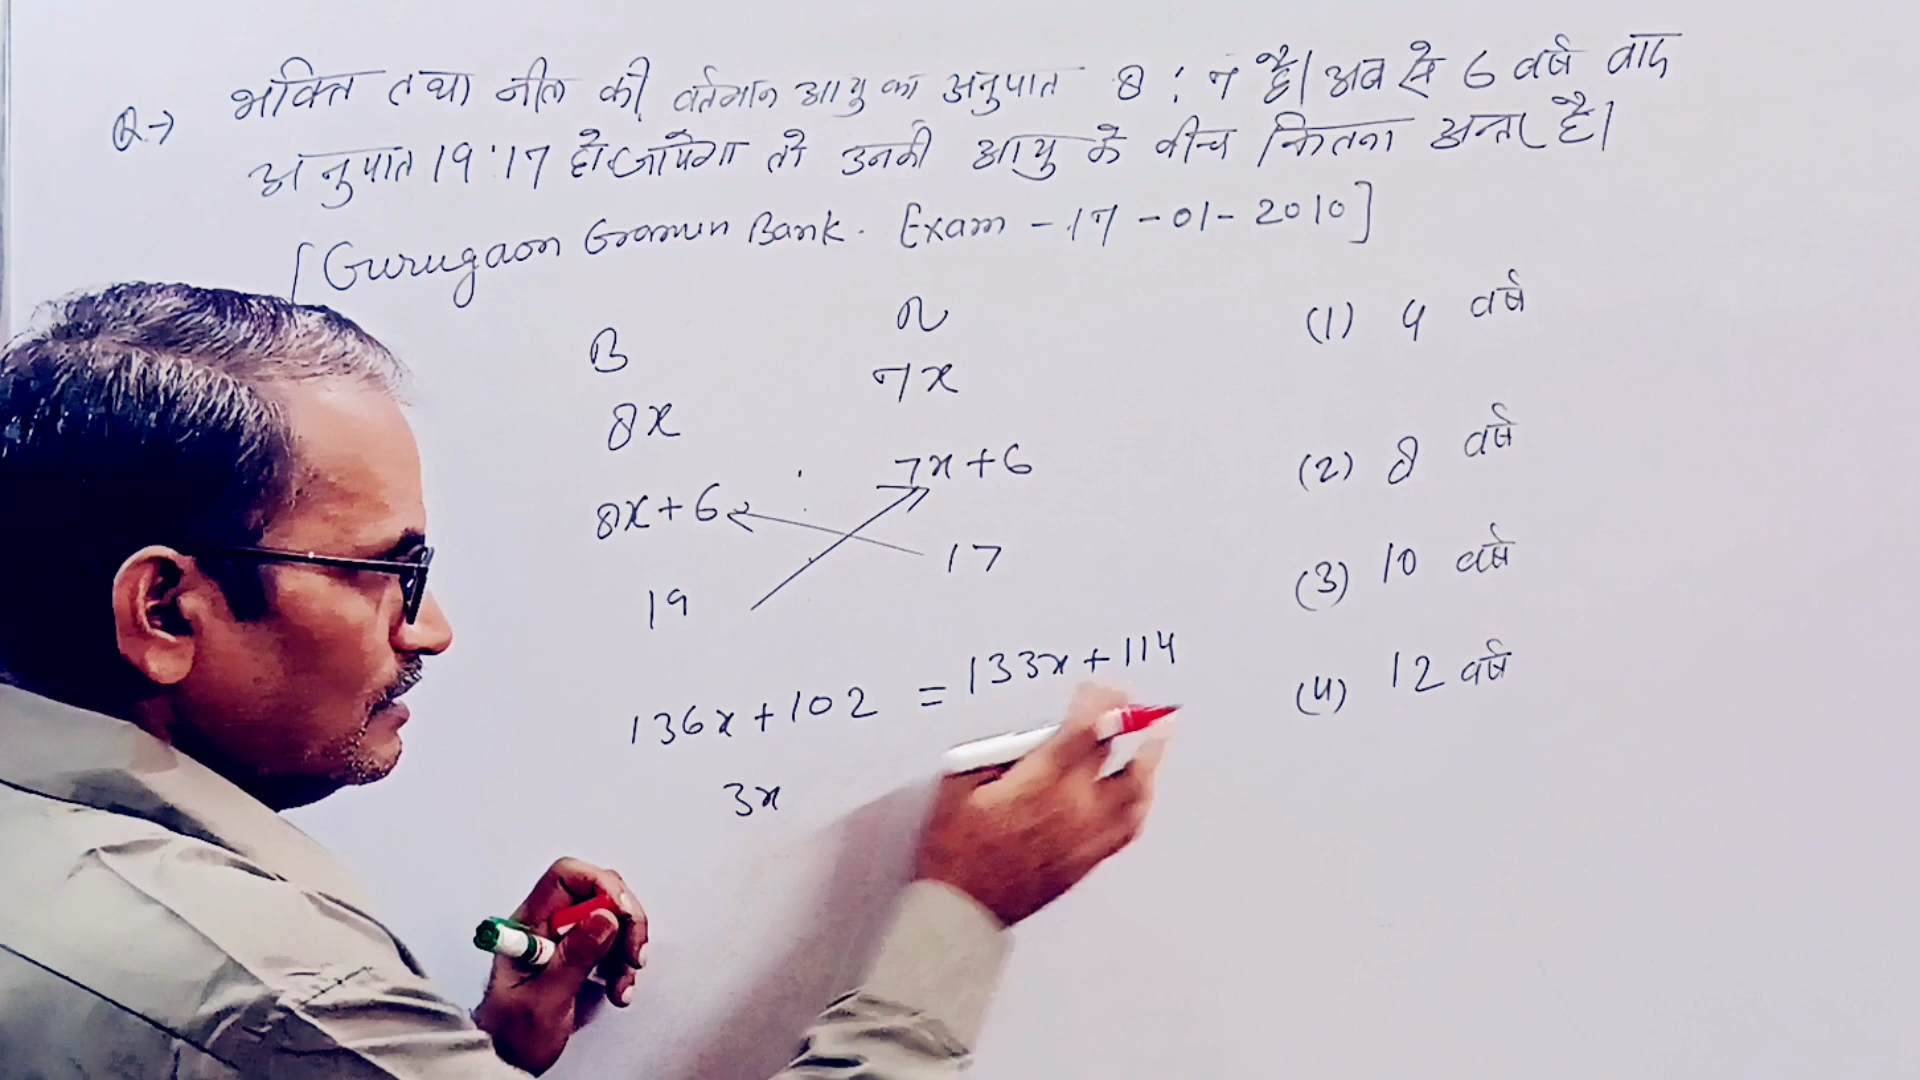 Q→ भक्ति तथा नील की वर्तमान आयु का अनुपात 8 : 7 है। अब से 6 वर्ष बाद
अनुपात 19:17 हो जायेगा तो उनकी आयु के बीच कितना अन्तर है।
[Gurugaon Gramin Bank. Exam - 17 -01- 2010]
B N
8x 7x
8x+6 : 7x+6
19 17
136x+102 = 133x+114
3x
(1) 4 वर्ष
(2) 8 वर्ष
(3) 10 वर्ष
(4) 12 वर्ष